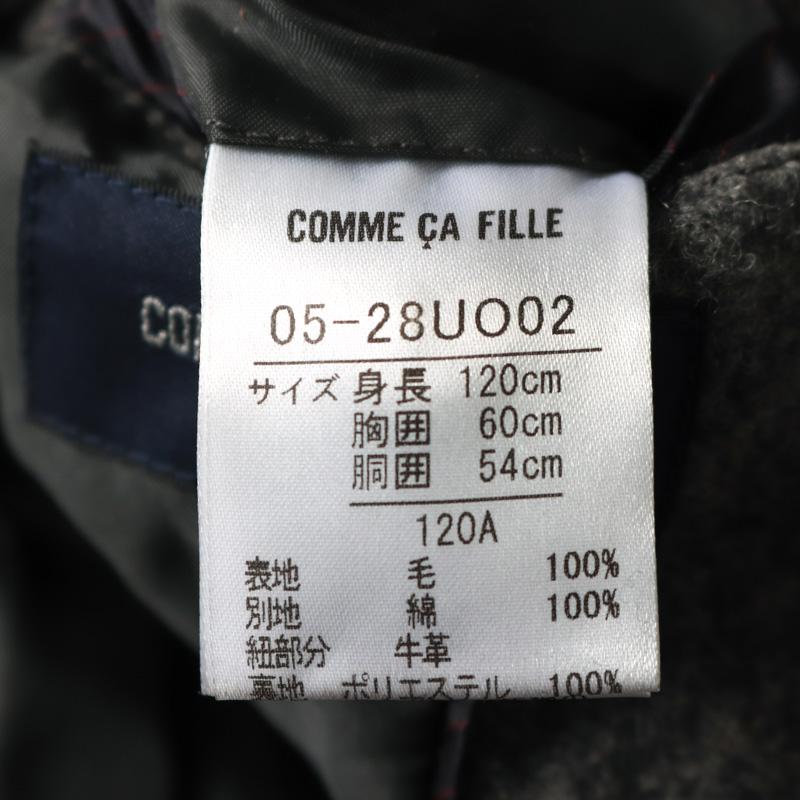 COMME ÇA FILLE
05-28UO02
サイズ 身長 120cm
胸囲 60cm
胴囲 54cm
120A
表地 毛 100%
別地 綿 100%
紐部分 牛革
裏地 ポリエステル 100%